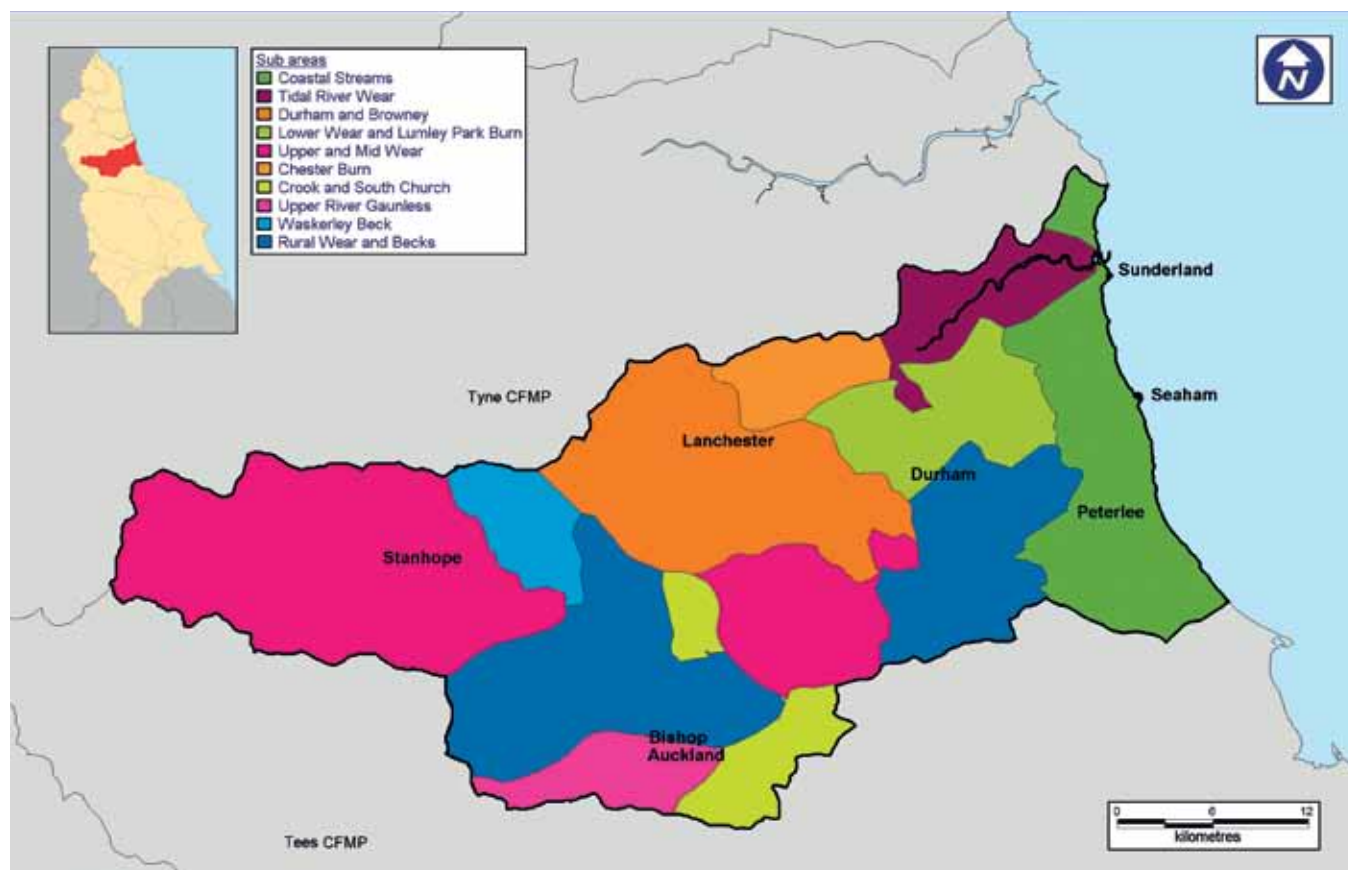 Sub areas
Coastal Streams
Tidal River Wear
Durham and Browney
Lower Wear and Lumley Park Burn
Upper and Mid Wear
Chester Burn
Crook and South Church
Upper River Gaunless
Waskerley Beck
Rural Wear and Becks
N
Sunderland
Tyne CFMP
Seaham
Lanchester
Durham
Peterlee
Stanhope
Bishop
Auckland
Tees CFMP
0 6 12
kilometres